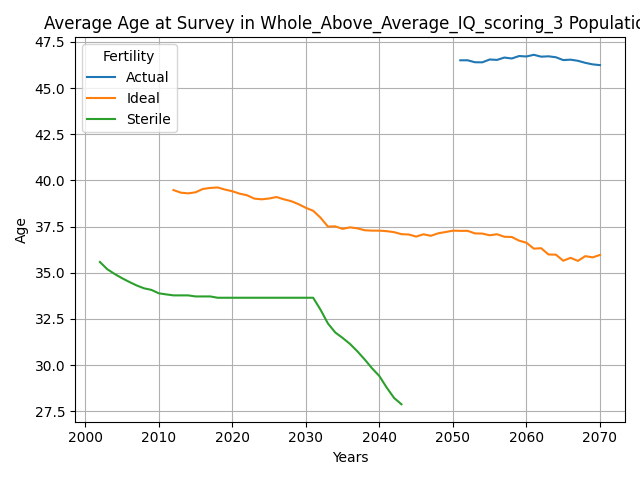 Average Age at Survey in Whole_Above_Average_IQ_scoring_3 Populatio
47.5
45.0
42.5
40.0
37.5
35.0
32.5
30.0
27.5
Age
Fertility
Actual
Ideal
Sterile
2000 2010 2020 2030 2040 2050 2060 2070
Years